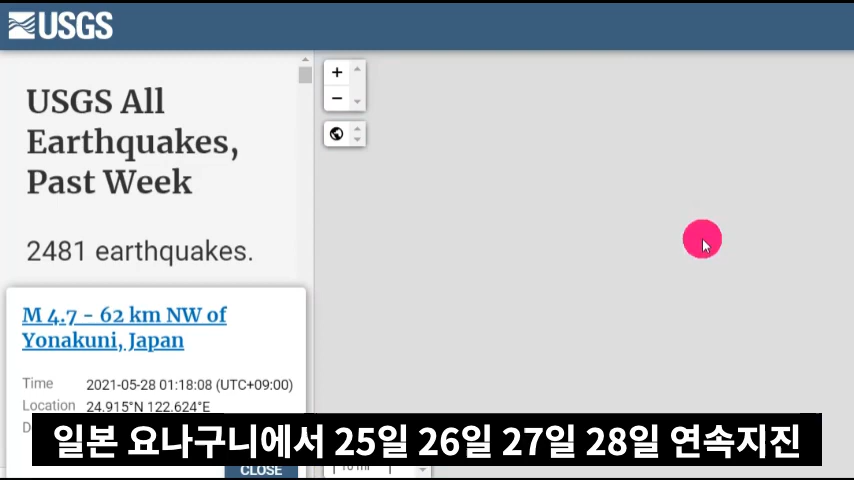 USGS
USGS All
Earthquakes,
Past Week
2481 earthquakes.
M 4.7 - 62 km NW of
Yonakuni, Japan
Time 2021-05-28 01:18:08 (UTC+09:00)
Location 24.915°N 122.624°E
일본 요나구니에서 25일 26일 27일 28일 연속지진
CLOSE